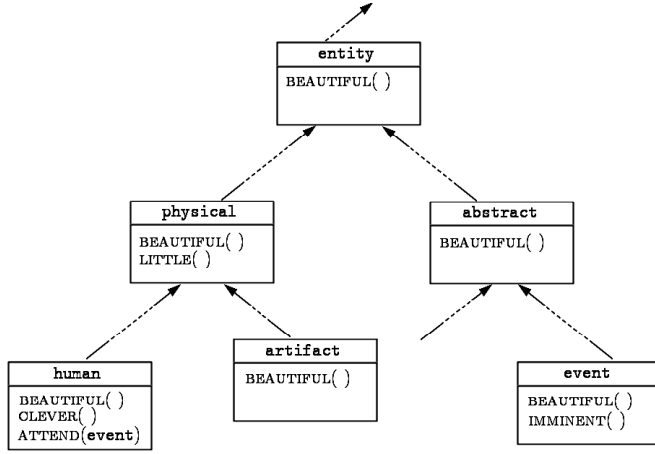 entity
BEAUTIFUL( )
physical
BEAUTIFUL( )
LITTLE( )
abstract
BEAUTIFUL( )
human
BEAUTIFUL( )
CLEVER( )
ATTEND(event)
artifact
BEAUTIFUL( )
event
BEAUTIFUL( )
IMMINENT( )